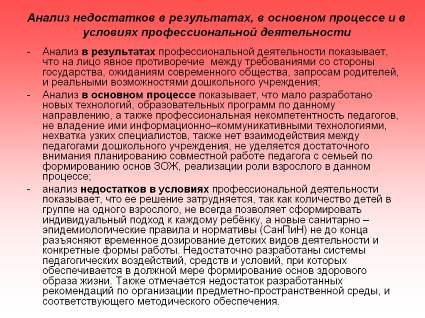 Анализ недостатков в результатах, в основном процессе и в
условиях профессиональной деятельности
- Анализ в результатах профессиональной деятельности показывает,
что на лицо явное противоречие между требованиями со стороны
государства, ожиданиям современного общества, запросам родителей,
и реальными возможностями дошкольного учреждения;
- Анализ в основном процессе показывает, что мало разработано
новых технологий, образовательных программ по данному
направлению, а также профессиональная некомпетентность педагогов,
не владение ими информационно–коммуникативными технологиями,
нехватка узких специалистов, также нет взаимодействия между
педагогами дошкольного учреждения, не уделяется достаточного
внимания планированию совместной работе педагога с семьей по
формированию основ ЗОЖ, реализации роли взрослого в данном
процессе;
- анализ недостатков в условиях профессиональной деятельности
показывает, что ее решение затрудняется, так как количество детей в
группе на одного взрослого, не всегда позволяет сформировать
индивидуальный подход к каждому ребёнку, а новые санитарно –
эпидемиологические правила и нормативы (СанПиН) не до конца
разъясняют временное дозирование детских видов деятельности и
конкретные формы работы. Недостаточно разработаны системы
педагогических воздействий, средств и условий, при которых
обеспечивается в должной мере формирование основ здорового
образа жизни. Также отмечается недостаток разработанных
рекомендаций по организации предметно-пространственной среды, и
соответствующего методического обеспечения.